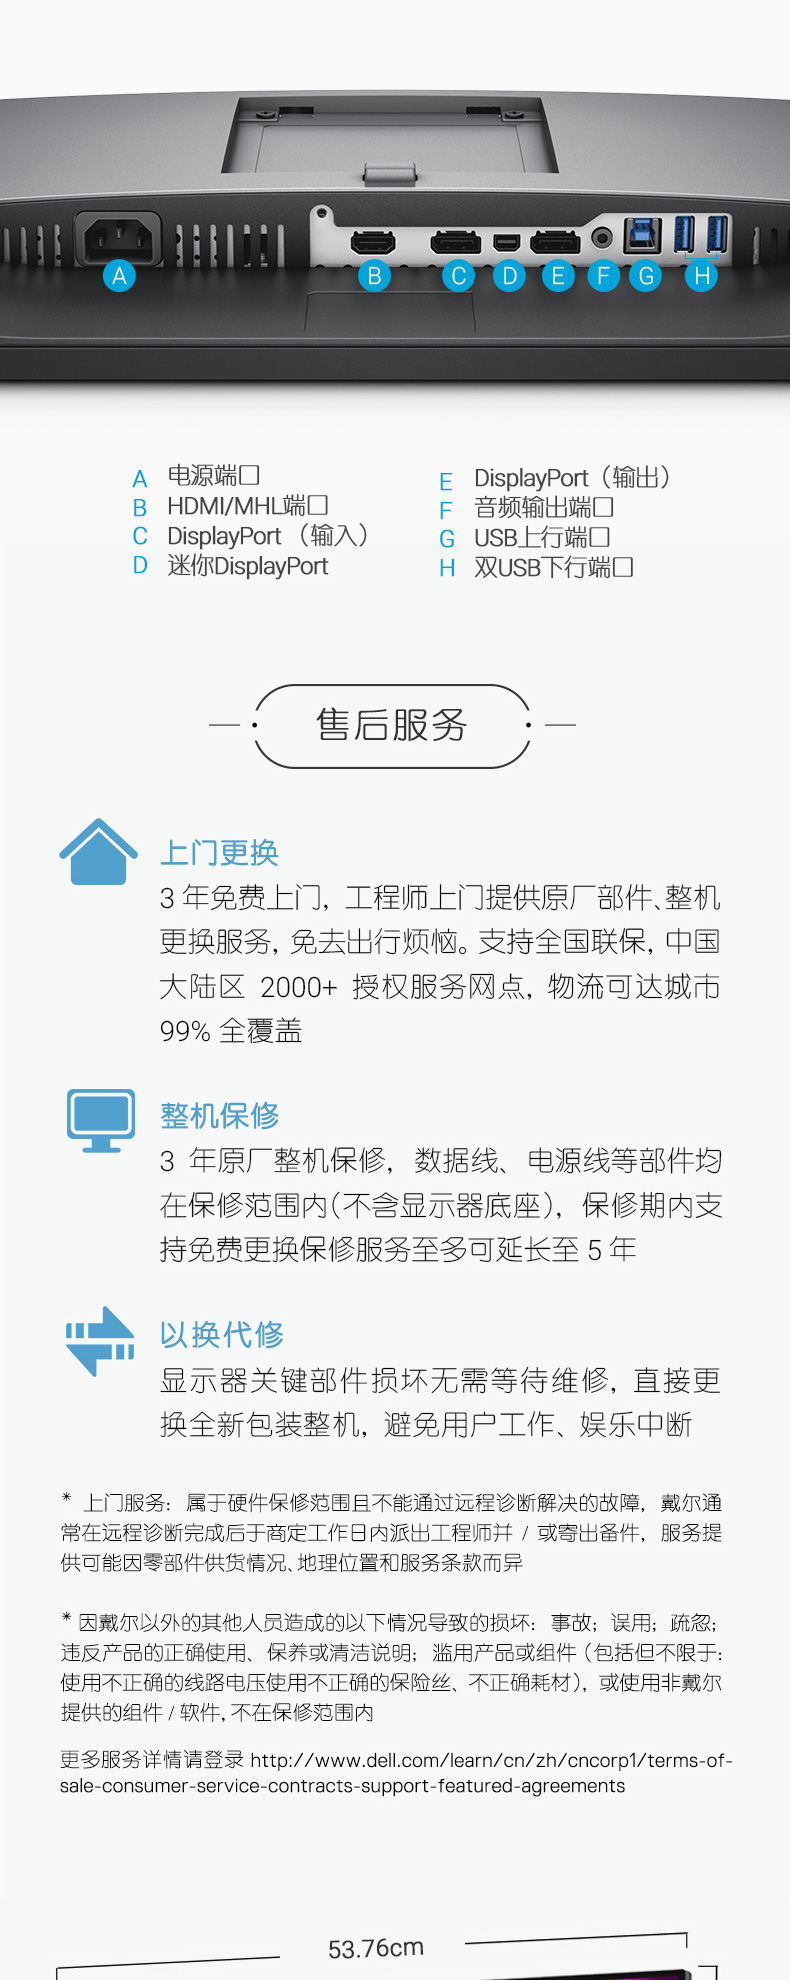 A B C D E F G H
A 电源端口
B HDMI/MHL端口
C DisplayPort（输入）
D 迷你DisplayPort
E DisplayPort（输出）
F 音频输出端口
G USB上行端口
H 双USB下行端口
售后服务
上门更换
3 年免费上门, 工程师上门提供原厂部件、整机
更换服务, 免去出行烦恼。支持全国联保, 中国
大陆区 2000+ 授权服务网点, 物流可达城市
99% 全覆盖
整机保修
3 年原厂整机保修, 数据线、电源线等部件均
在保修范围内(不含显示器底座), 保修期内支
持免费更换保修服务至多可延长至 5 年
以换代修
显示器关键部件损坏无需等待维修, 直接更
换全新包装整机, 避免用户工作、娱乐中断
* 上门服务: 属于硬件保修范围且不能通过远程诊断解决的故障, 戴尔通
常在远程诊断完成后于商定工作日内派出工程师并 / 或寄出备件, 服务提
供可能因零部件供货情况、地理位置和服务条款而异
* 因戴尔以外的其他人员造成的以下情况导致的损坏: 事故; 误用; 疏忽;
违反产品的正确使用、保养或清洁说明; 滥用产品或组件 (包括但不限于:
使用不正确的线路电压使用不正确的保险丝、不正确耗材), 或使用非戴尔
提供的组件 / 软件, 不在保修范围内
更多服务详情请登录 http://www.dell.com/learn/cn/zh/cncorp1/terms-of-
sale-consumer-service-contracts-support-featured-agreements
53.76cm